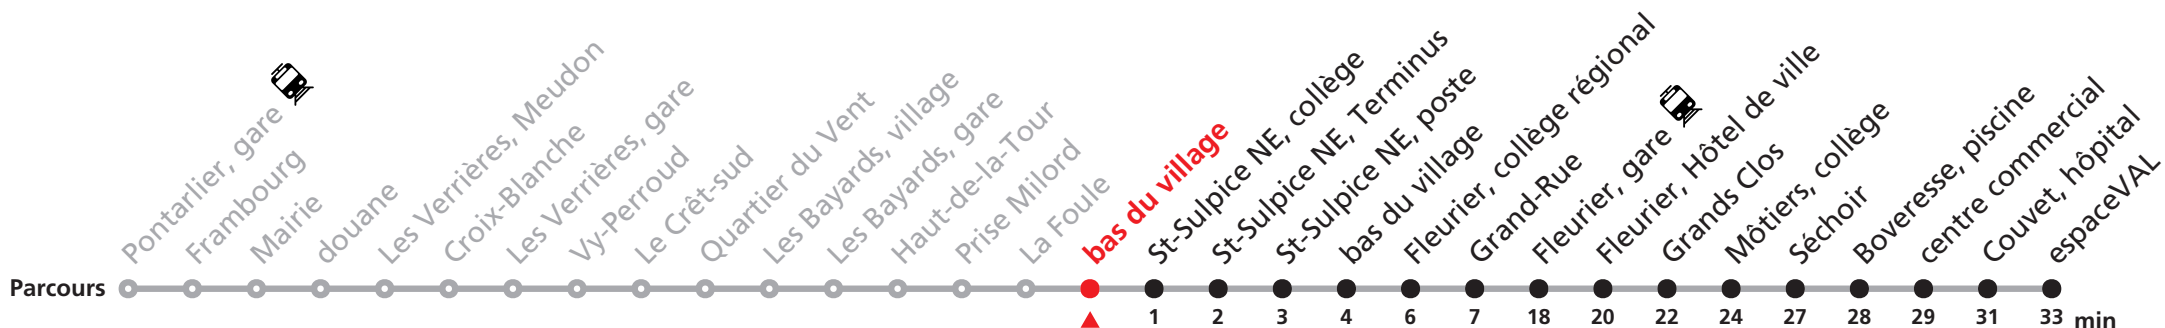 Pontarlier, gare
Frambourg
Mairie
douane
Les Verrières, Meudon
Croix-Blanche
Les Verrières, gare
Vy-Perroud
Le Crêt-sud
Quartier du Vent
Les Bayards, village
Les Bayards, gare
Haut-de-la-Tour
Prise Milord
La Foule
bas du village
St-Sulpice NE, collège
St-Sulpice NE, Terminus
St-Sulpice NE, poste
bas du village
Fleurier, collège régional
Grand-Rue
Fleurier, gare
Fleurier, Hôtel de ville
Grands Clos
Môtiers, collège
Séchoir
Boveresse, piscine
centre commercial
Couvet, hôpital
espaceVAL
Parcours
1 2 3 4 6 7 18 20 22 24 27 28 29 31 33 min